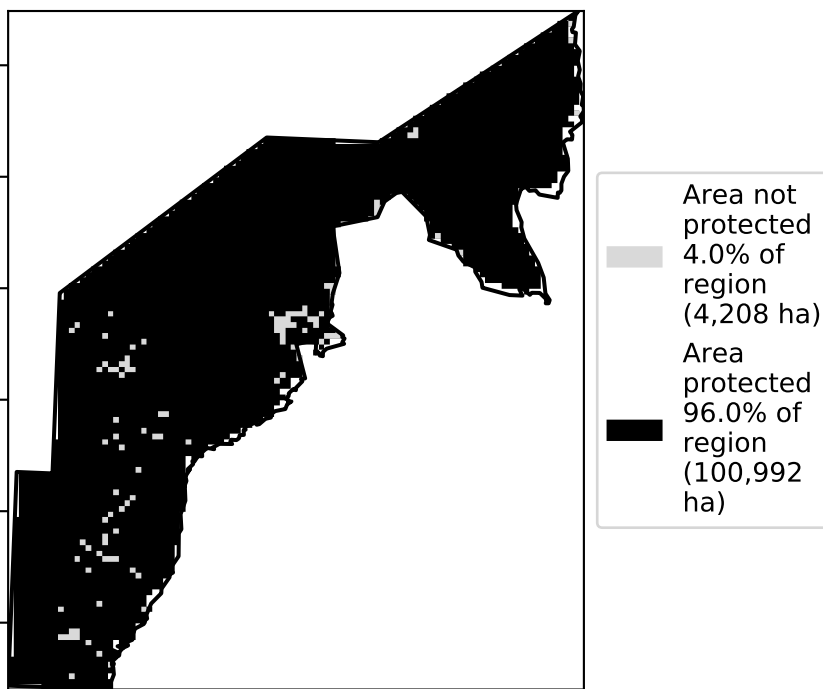 Area not
protected
4.0% of
region
(4,208 ha)
Area
protected
96.0% of
region
(100,992
ha)